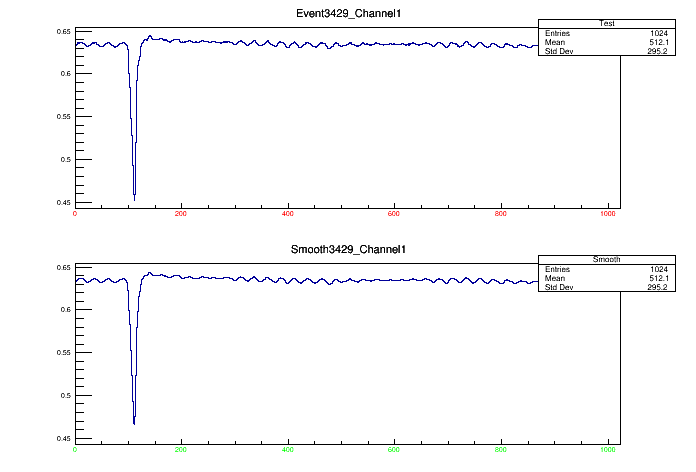 Event3429_Channel1
Test
Entries 1024
Mean 512.1
Std Dev 295.2
0.65
0.6
0.55
0.5
0.45
0 200 400 600 800 1000
Smooth3429_Channel1
Smooth
Entries 1024
Mean 512.1
Std Dev 295.2
0.65
0.6
0.55
0.5
0.45
0 200 400 600 800 1000